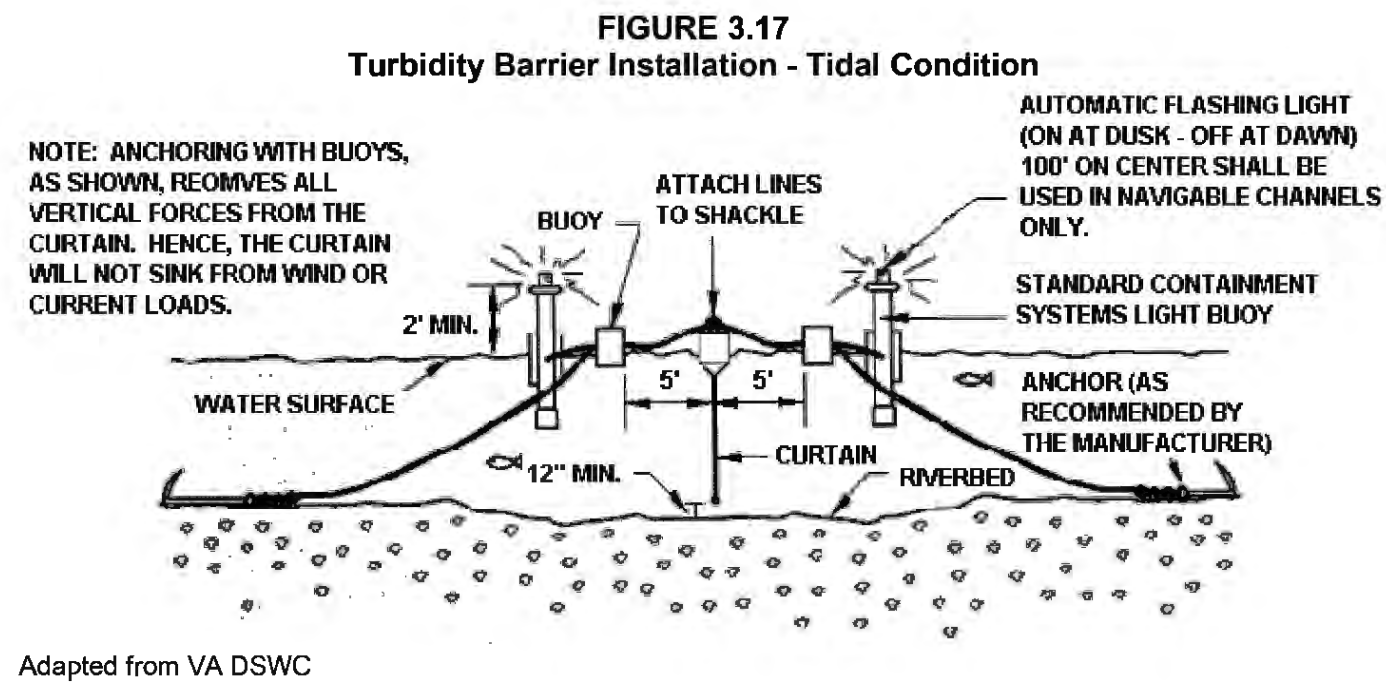 FIGURE 3.17
Turbidity Barrier Installation - Tidal Condition
NOTE: ANCHORING WITH BUOYS,
AS SHOWN, REOMVES ALL
VERTICAL FORCES FROM THE
CURTAIN. HENCE, THE CURTAIN
WILL NOT SINK FROM WIND OR
CURRENT LOADS.
BUOY
ATTACH LINES
TO SHACKLE
AUTOMATIC FLASHING LIGHT
(ON AT DUSK - OFF AT DAWN)
100' ON CENTER SHALL BE
USED IN NAVIGABLE CHANNELS
ONLY.
STANDARD CONTAINMENT
SYSTEMS LIGHT BUOY
2' MIN.
WATER SURFACE
5'
5'
ANCHOR (AS
RECOMMENDED BY
THE MANUFACTURER)
CURTAIN
12" MIN.
RIVERBED
Adapted from VA DSWC